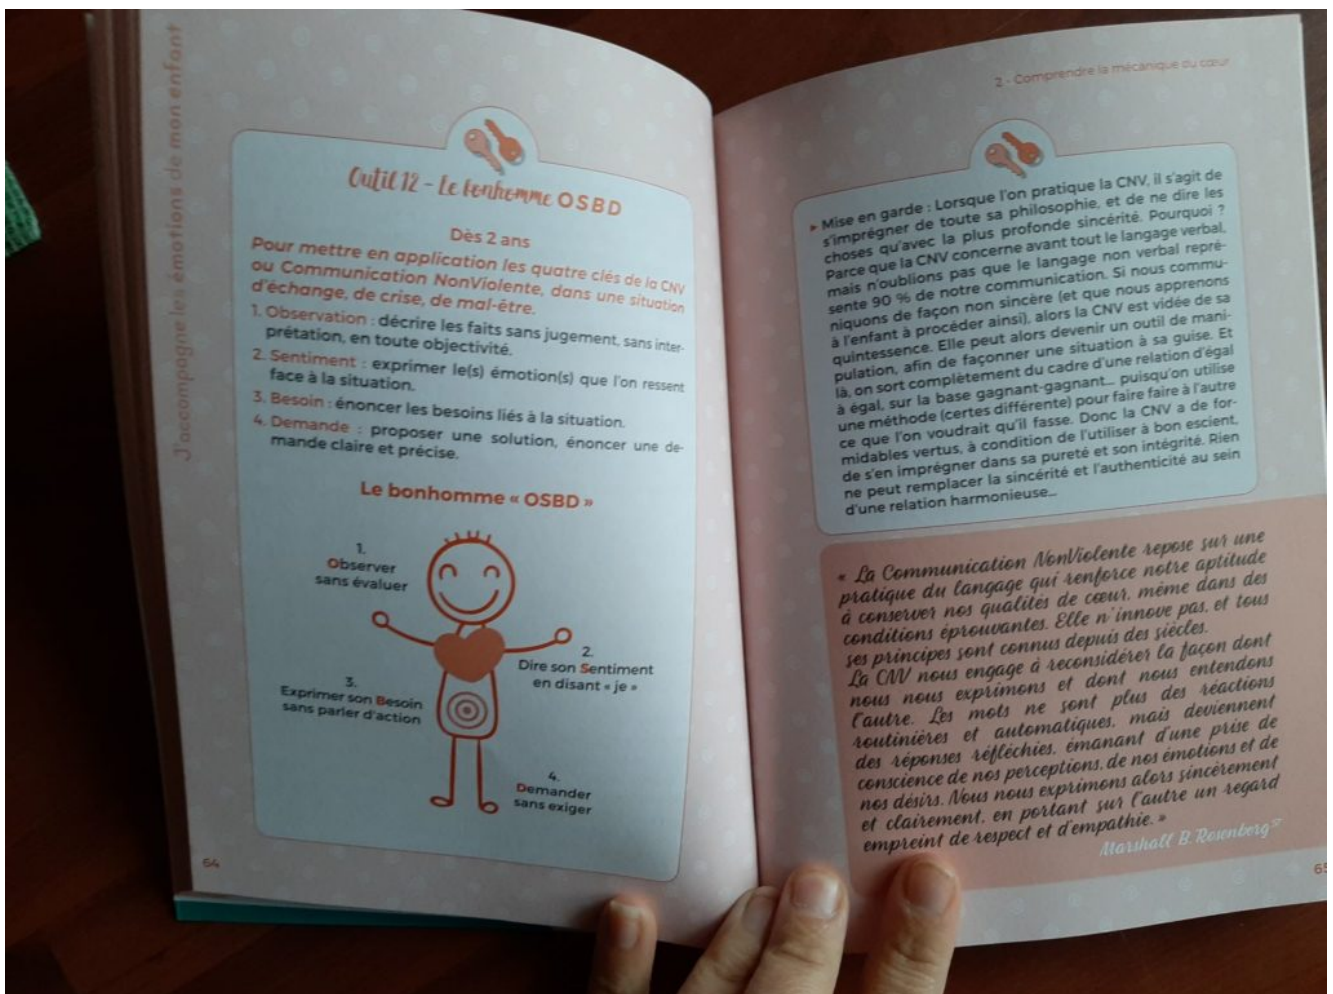 J'accompagne les émotions de mon enfant
Outil 12 - Le bonhomme OSBD
Dès 2 ans
Pour mettre en application les quatre clés de la CNV
ou Communication NonViolente, dans une situation
d'échange, de crise, de mal-être.
1. Observation : décrire les faits sans jugement, sans inter-
prétation, en toute objectivité.
2. Sentiment : exprimer le(s) émotion(s) que l'on ressent
face à la situation.
3. Besoin : énoncer les besoins liés à la situation.
4. Demande : proposer une solution, énoncer une de-
mande claire et précise.
Le bonhomme « OSBD »
1.
Observer
sans évaluer
2.
Dire son Sentiment
en disant « je »
3.
Exprimer son Besoin
sans parler d'action
4.
Demander
sans exiger
64
2 - Comprendre la mécanique du cœur
▸ Mise en garde : Lorsque l'on pratique la CNV, il s'agit de
s'imprégner de toute sa philosophie, et de ne dire les
choses qu'avec la plus profonde sincérité. Pourquoi ?
Parce que la CNV concerne avant tout le langage verbal,
mais n'oublions pas que le langage non verbal repré-
sente 90 % de notre communication. Si nous commu-
niquons de façon non sincère (et que nous apprenons
à l'enfant à procéder ainsi), alors la CNV est vidée de sa
quintessence. Elle peut alors devenir un outil de mani-
pulation, afin de façonner une situation à sa guise. Et
là, on sort complètement du cadre d'une relation d'égal
à égal, sur la base gagnant-gagnant... puisqu'on utilise
une méthode (certes différente) pour faire faire à l'autre
ce que l'on voudrait qu'il fasse. Donc la CNV a de for-
midables vertus, à condition de l'utiliser à bon escient,
de s'en imprégner dans sa pureté et son intégrité. Rien
ne peut remplacer la sincérité et l'authenticité au sein
d'une relation harmonieuse...
« La Communication NonViolente repose sur une
pratique du langage qui renforce notre aptitude
à conserver nos qualités de cœur, même dans des
conditions éprouvantes. Elle n'innove pas, et tous
ses principes sont connus depuis des siècles.
La CNV nous engage à reconsidérer la façon dont
nous nous exprimons et dont nous entendons
l'autre. Les mots ne sont plus des réactions
routinières et automatiques, mais deviennent
des réponses réfléchies, émanant d'une prise de
conscience de nos perceptions, de nos émotions et de
nos désirs. Nous nous exprimons alors sincèrement
et clairement, en portant sur l'autre un regard
empreint de respect et d'empathie. »
Marshall B. Rosenberg
65